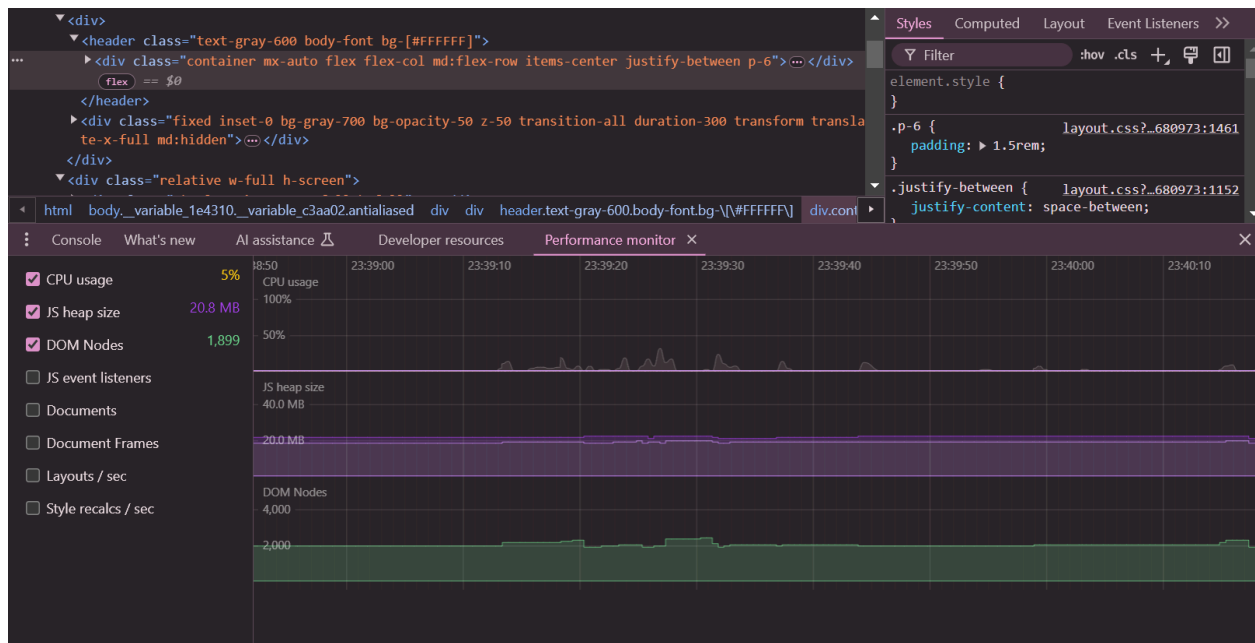 ▼<div>
▼<header class="text-gray-600 body-font bg-[#FFFFFF]">
••• ▶<div class="container mx-auto flex flex-col md:flex-row items-center justify-between p-6">•••</div>
flex == $0
</header>
▶<div class="fixed inset-0 bg-gray-700 bg-opacity-50 z-50 transition-all duration-300 transform transla
te-x-full md:hidden">•••</div>
</div>
▼<div class="relative w-full h-screen">
html body.__variable_1e4310.__variable_c3aa02.antialiased div div header.text-gray-600.body-font.bg-\[\#FFFFFF\] div.cont
Styles Computed Layout Event Listeners
Filter :hov .cls
element.style {
}
.p-6 { layout.css?…680973:1461
padding: ▶ 1.5rem;
}
.justify-between { layout.css?…680973:1152
justify-content: space-between;
Console What's new AI assistance Developer resources Performance monitor
CPU usage 5%
JS heap size 20.8 MB
DOM Nodes 1,899
JS event listeners
Documents
Document Frames
Layouts / sec
Style recalcs / sec
38:50 23:39:00 23:39:10 23:39:20 23:39:30 23:39:40 23:39:50 23:40:00 23:40:10
CPU usage
100%
50%
JS heap size
40.0 MB
20.0 MB
DOM Nodes
4,000
2,000